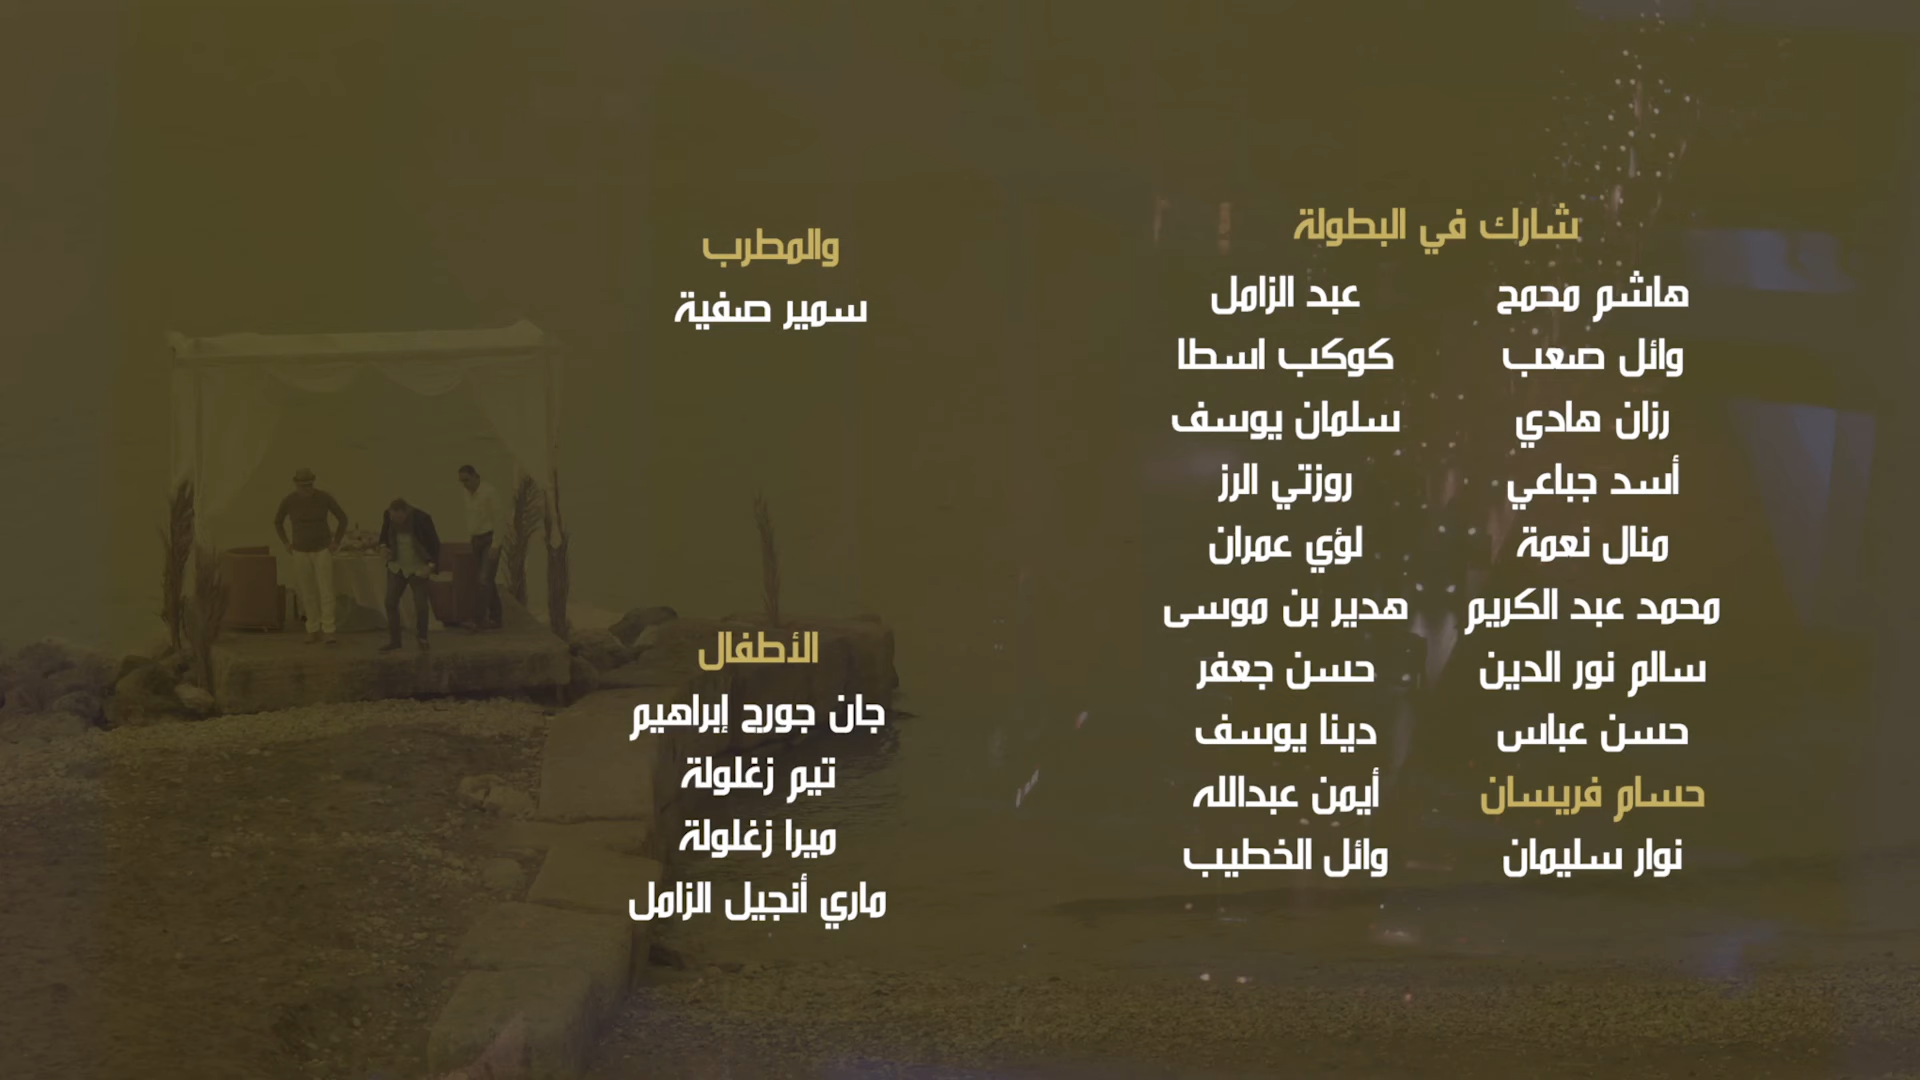 شارك في البطولة
هاشم محمح
وائل صعب
رزان هادي
أسد جباعي
منال نعمة
محمد عبد الكريم
سالم نور الدين
حسن عباس
حسام فريسان
نوار سليمان
عبد الزامل
كوكب اسطا
سلمان يوسف
روزتي الرز
لؤي عمران
هدير بن موسى
حسن جعفر
دينا يوسف
أيمن عبدالله
وائل الخطيب
والمطرب
سمير صفية
الأطفال
جان جورج إبراهيم
تيم زغلولة
ميرا زغلولة
ماري أنجيل الزامل